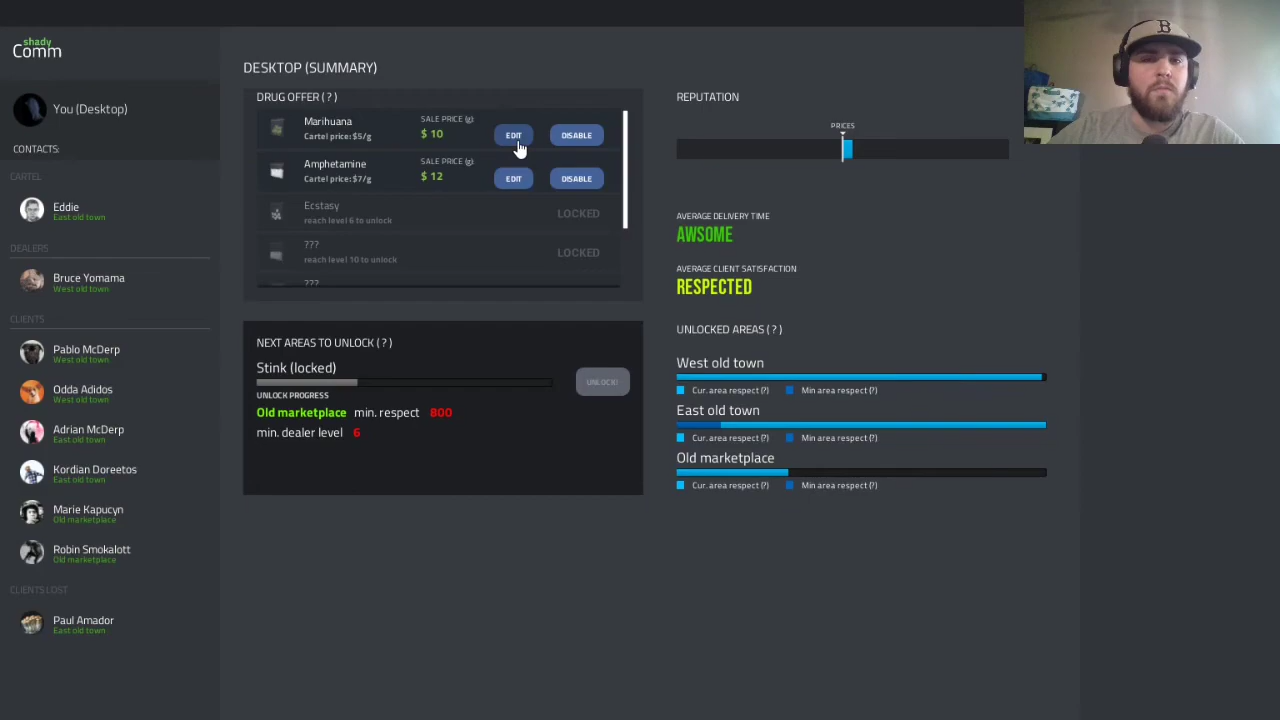 shady
Comm
You (Desktop)
CONTACTS:
CARTEL
Eddie
East old town
DEALERS
Bruce Yomama
West old town
CLIENTS
Pablo McDerp
West old town
Odda Adidos
West old town
Adrian McDerp
East old town
Kordian Doreetos
East old town
Marie Kapucyn
Old marketplace
Robin Smokalott
Old marketplace
CLIENTS LOST
Paul Amador
East old town
DESKTOP (SUMMARY)
DRUG OFFER ( ? )
Marihuana
Cartel price:$5/g
SALE PRICE (g):
$ 10
EDIT
DISABLE
Amphetamine
Cartel price:$7/g
SALE PRICE (g):
$ 12
EDIT
DISABLE
Ecstasy
reach level 6 to unlock
LOCKED
???
reach level 10 to unlock
LOCKED
???
NEXT AREAS TO UNLOCK ( ? )
Stink (locked)
UNLOCK!
UNLOCK PROGRESS
Old marketplace min. respect 800
min. dealer level 6
REPUTATION
PRICES
AVERAGE DELIVERY TIME
AWSOME
AVERAGE CLIENT SATISFACTION
RESPECTED
UNLOCKED AREAS ( ? )
West old town
Cur. area respect (?) Min area respect (?)
East old town
Cur. area respect (?) Min area respect (?)
Old marketplace
Cur. area respect (?) Min area respect (?)
B